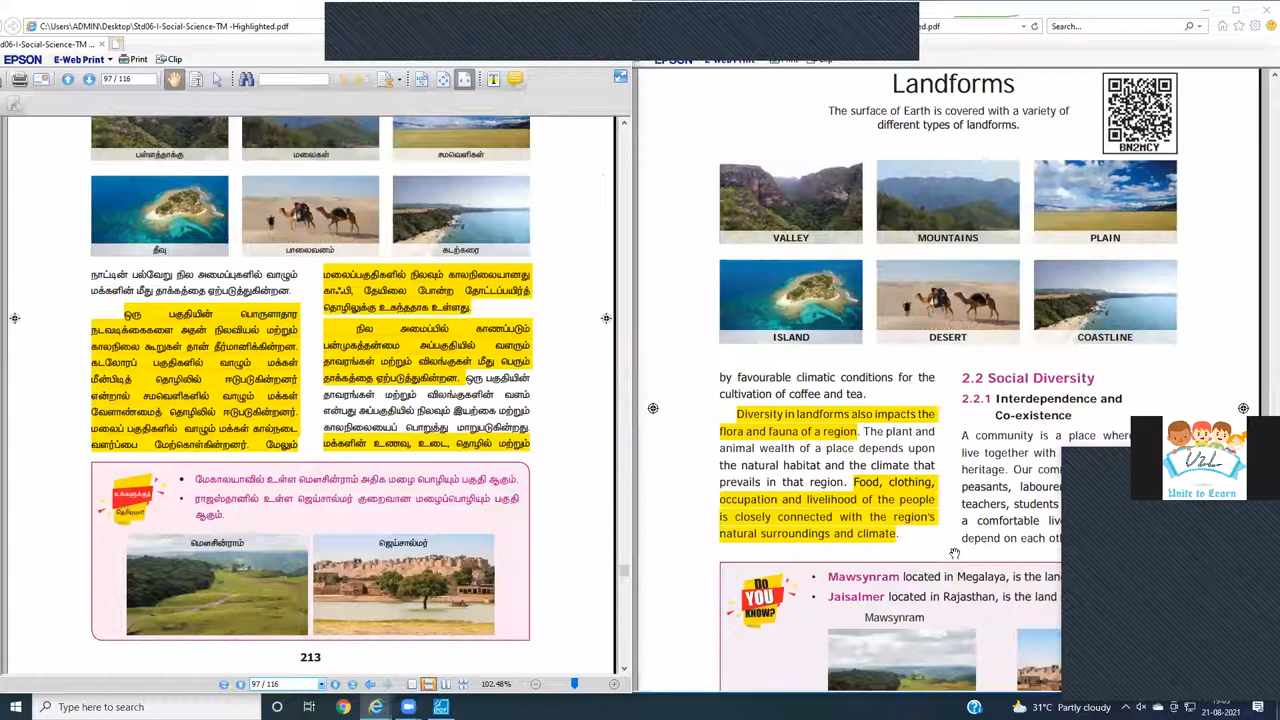 C:\Users\ADMIN\Desktop\Std06-I-Social-Science-TM -Highlighted.pdf
ed.pdf
Search...
td06-I-Social-Science-TM ...
EPSON
E-Web Print
Print
Clip
97 / 116
பள்ளத்தாக்கு
மலைகள்
சமவெளிகள்
தீவு
பாலைவனம்
கடற்கரை
நாட்டின் பல்வேறு நில அமைப்புகளில் வாழும்
மக்களின் மீது தாக்கத்தை ஏற்படுத்துகின்றன.
ஒரு பகுதியின் பொருளாதார
நடவடிக்கைகளை அதன் நிலவியல் மற்றும்
காலநிலை கூறுகள் தான் தீர்மானிக்கின்றன.
கடலோரப் பகுதிகளில் வாழும் மக்கள்
மீன்பிடித் தொழிலில் ஈடுபடுகின்றனர்
என்றால் சமவெளிகளில் வாழும் மக்கள்
வேளாண்மைத் தொழிலில் ஈடுபடுகின்றனர்.
மலைப் பகுதிகளில் வாழும் மக்கள் கால்நடை
வளர்ப்பை மேற்கொள்கின்றனர். மேலும்
மலைப்பகுதிகளில் நிலவும் காலநிலையானது
காஃபி, தேயிலை போன்ற தோட்டப்பயிர்த்
தொழிலுக்கு உகந்ததாக உள்ளது.
நில அமைப்பில் காணப்படும்
பன்முகத்தன்மை அப்பகுதியில் வளரும்
தாவரங்கள் மற்றும் விலங்குகள் மீது பெரும்
தாக்கத்தை ஏற்படுத்துகின்றன. ஒரு பகுதியின்
தாவரங்கள் மற்றும் விலங்குகளின் வளம்
என்பது அப்பகுதியில் நிலவும் இயற்கை மற்றும்
காலநிலையைப் பொறுத்து மாறுபடுகின்றது.
மக்களின் உணவு, உடை, தொழில் மற்றும்
உங்களுக்குத் தெரியுமா?
மேகாலயாவில் உள்ள மௌசின்ராம் அதிக மழை பொழியும் பகுதி ஆகும்.
ராஜஸ்தானில் உள்ள ஜெய்சால்மர் குறைவான மழைப்பொழியும் பகுதி
ஆகும்.
மௌசின்ராம்
ஜெய்சால்மர்
213
97 / 116
102.48%
Landforms
The surface of Earth is covered with a variety of
different types of landforms.
BN2MCY
VALLEY
MOUNTAINS
PLAIN
ISLAND
DESERT
COASTLINE
by favourable climatic conditions for the
cultivation of coffee and tea.
Diversity in landforms also impacts the
flora and fauna of a region. The plant and
animal wealth of a place depends upon
the natural habitat and the climate that
prevails in that region. Food, clothing,
occupation and livelihood of the people
is closely connected with the region's
natural surroundings and climate.
2.2 Social Diversity
2.2.1 Interdependence and
Co-existence
A community is a place where
live together with
heritage. Our com
peasants, laboure
teachers, students
a comfortable liv
depend on each oth
Unite to Learn
DO YOU KNOW?
Mawsynram located in Megalaya, is the lan
Jaisalmer located in Rajasthan, is the land
Mawsynram
Type here to search
31°C Partly cloudy
21-08-2021